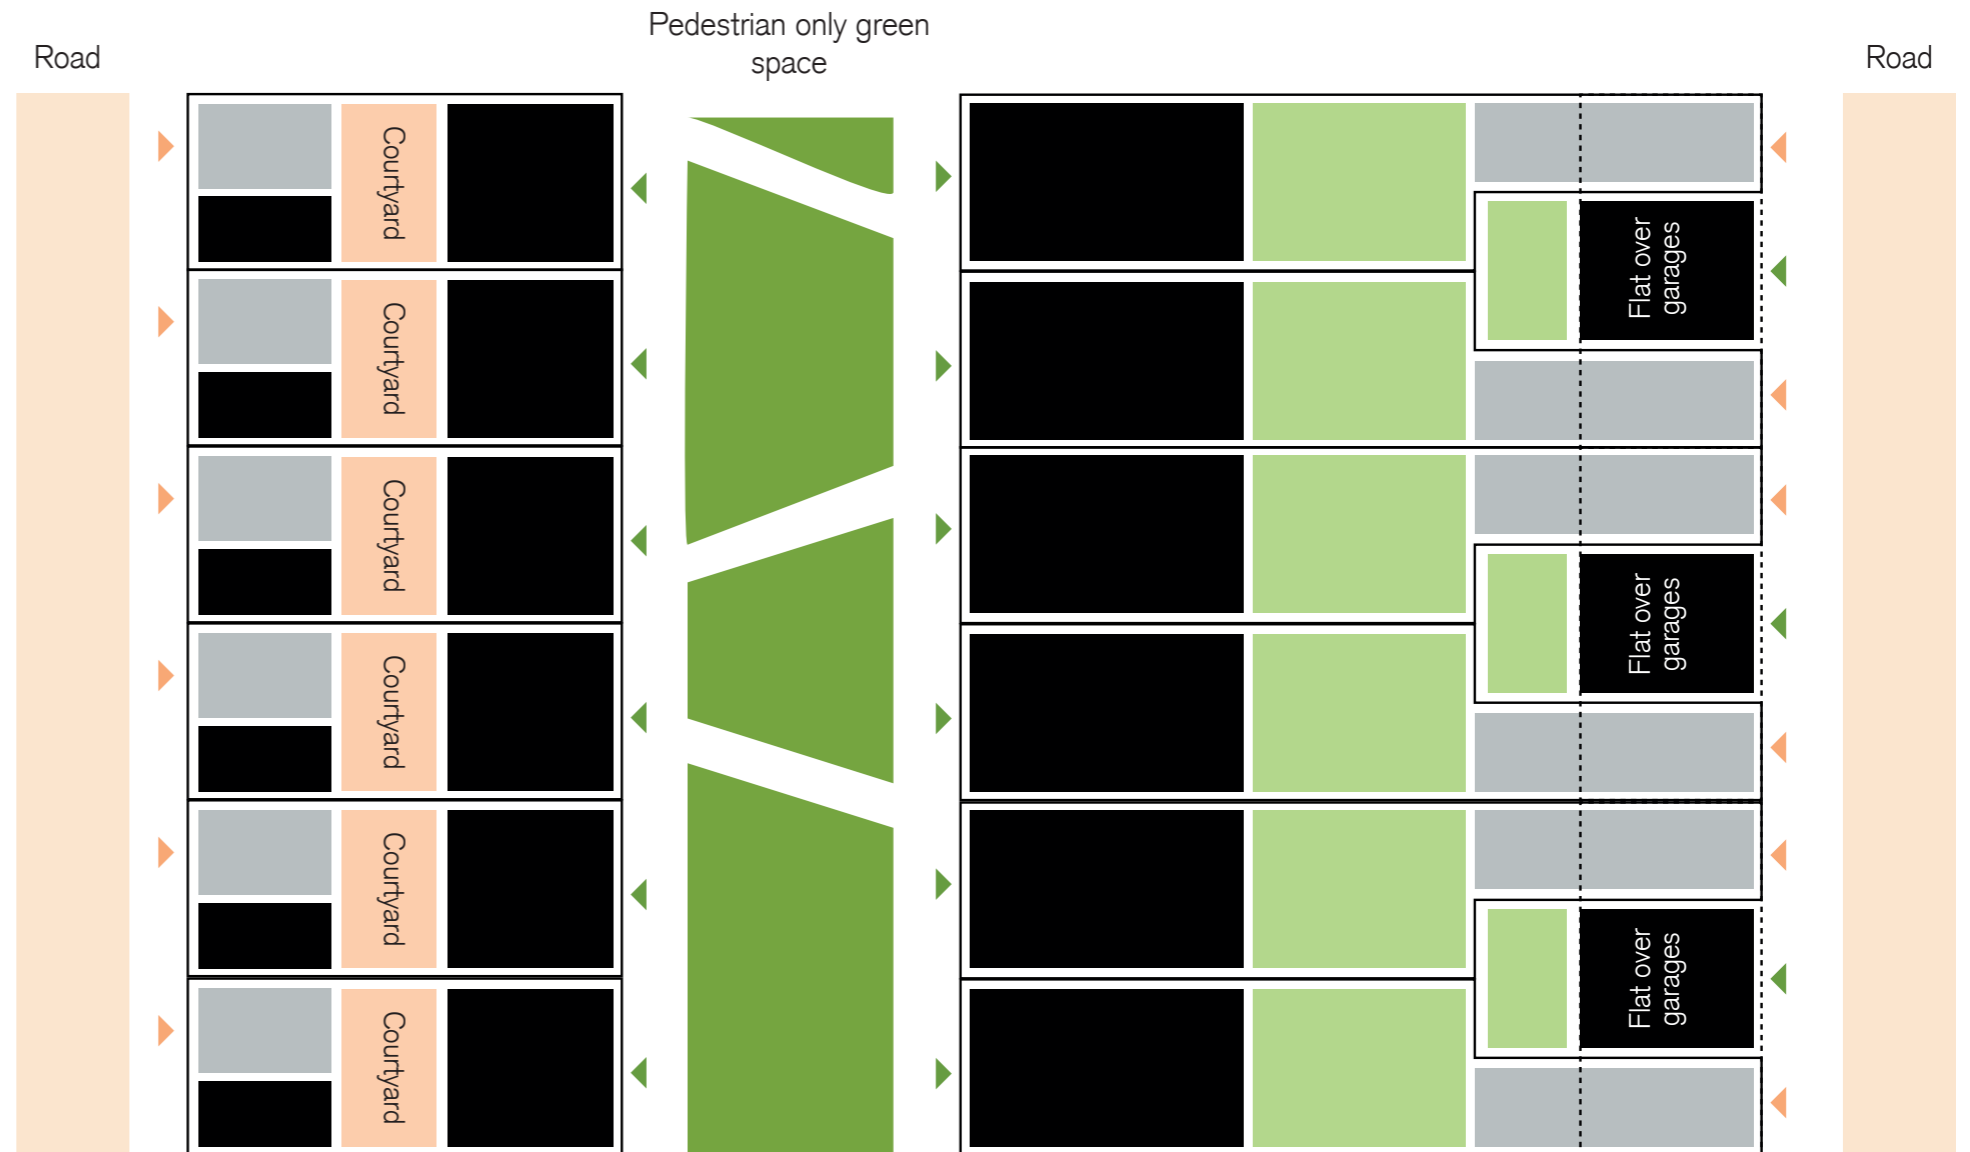 Pedestrian only green
space
Road
Road
Courtyard
Courtyard
Courtyard
Courtyard
Courtyard
Courtyard
Flat over
garages
Flat over
garages
Flat over
garages